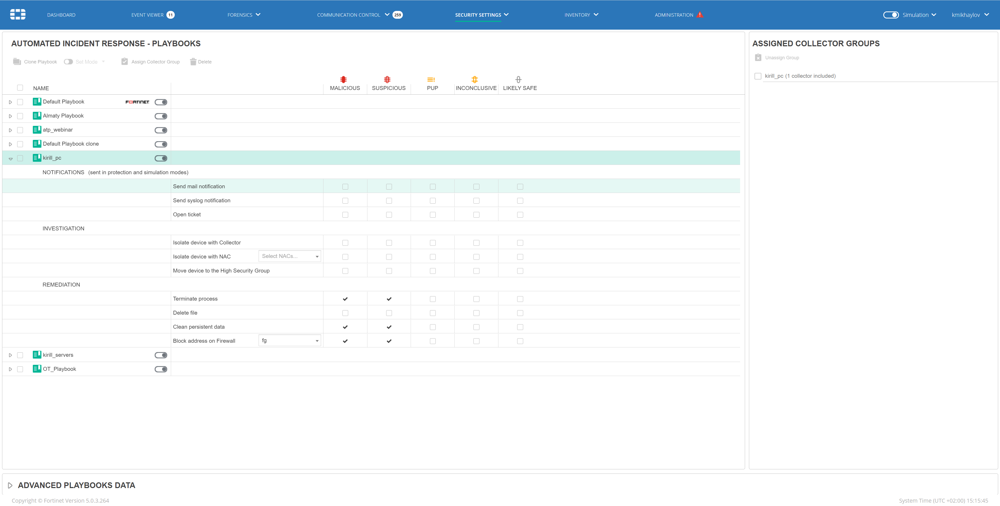 DASHBOARD EVENT VIEWER 11 FORENSICS COMMUNICATION CONTROL 259 SECURITY SETTINGS INVENTORY ADMINISTRATION Simulation kmikhaylov
AUTOMATED INCIDENT RESPONSE - PLAYBOOKS
Clone Playbook Set Mode Assign Collector Group Delete
NAME MALICIOUS SUSPICIOUS PUP INCONCLUSIVE LIKELY SAFE
Default Playbook FORTINET
Almaty Playbook
atp_webinar
Default Playbook clone
kirill_pc
NOTIFICATIONS (sent in protection and simulation modes)
Send mail notification
Send syslog notification
Open ticket
INVESTIGATION
Isolate device with Collector
Isolate device with NAC Select NACs...
Move device to the High Security Group
REMEDIATION
Terminate process
Delete file
Clean persistent data
Block address on Firewall fg
kirill_servers
OT_Playbook
ASSIGNED COLLECTOR GROUPS
Unassign Group
kirill_pc (1 collector included)
ADVANCED PLAYBOOKS DATA
Copyright © Fortinet Version 5.0.3.264 System Time (UTC +02:00) 15:15:45